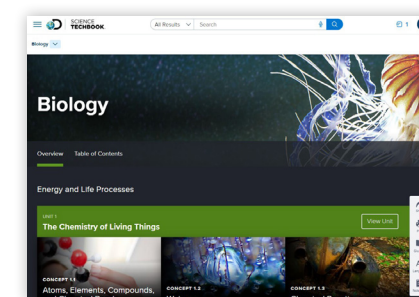 SCIENCE
TECHBOOK.
All Results
Search
1
Biology
Biology
Overview
Table of Contents
Energy and Life Processes
UNIT 1
The Chemistry of Living Things
View Unit
CONCEPT 1.1
Atoms, Elements, Compounds,
CONCEPT 1.2
CONCEPT 1.3